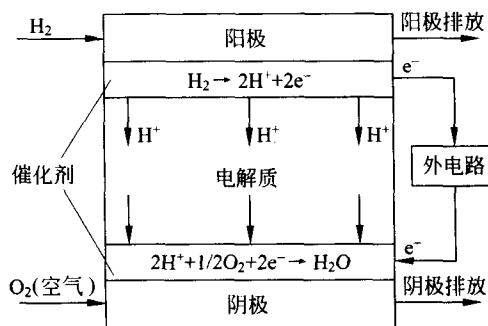 H₂
阳极
阳极排放
H₂→2H⁺+2e⁻
e⁻
H⁺
H⁺
H⁺
催化剂
电解质
外电路
2H⁺+1/2O₂+2e⁻→H₂O
e⁻
O₂(空气)
阴极
阴极排放